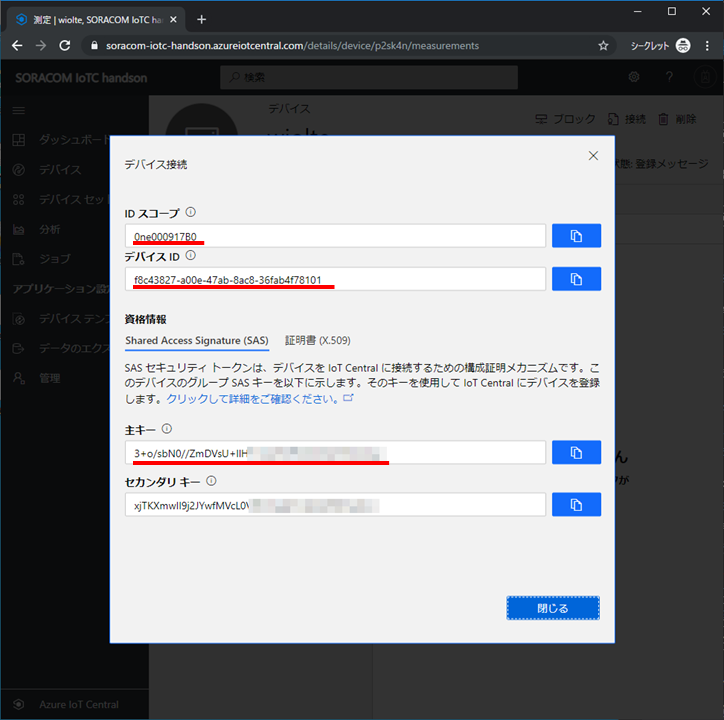 測定 | wiolte, SORACOM IoTC han
soracom-iotc-handson.azureiotcentral.com/details/device/p2sk4n/measurements
シークレット
SORACOM IoTC handson
検索
デバイス
wiolte
ブロック
接続
削除
状態: 登録メッセージ
ダッシュボード
デバイス
デバイス セッ
分析
ジョブ
アプリケーション設定
デバイス テンプ
データのエクス
管理
デバイス接続
ID スコープ
0ne000917B0
デバイス ID
f8c43827-a00e-47ab-8ac8-36fab4f78101
資格情報
Shared Access Signature (SAS)
証明書 (X.509)
SAS セキュリティ トークンは、デバイスを IoT Central に接続するための構成証明メカニズムです。こ
のデバイスのグループ SAS キーを以下に示します。そのキーを使用して IoT Central にデバイスを登録
します。クリックして詳細をご確認ください。
主キー
3+o/sbN0//ZmDVsU+IIH
セカンダリ キー
xjTKXmwII9j2JYwfMVcL0V
閉じる
Azure IoT Central